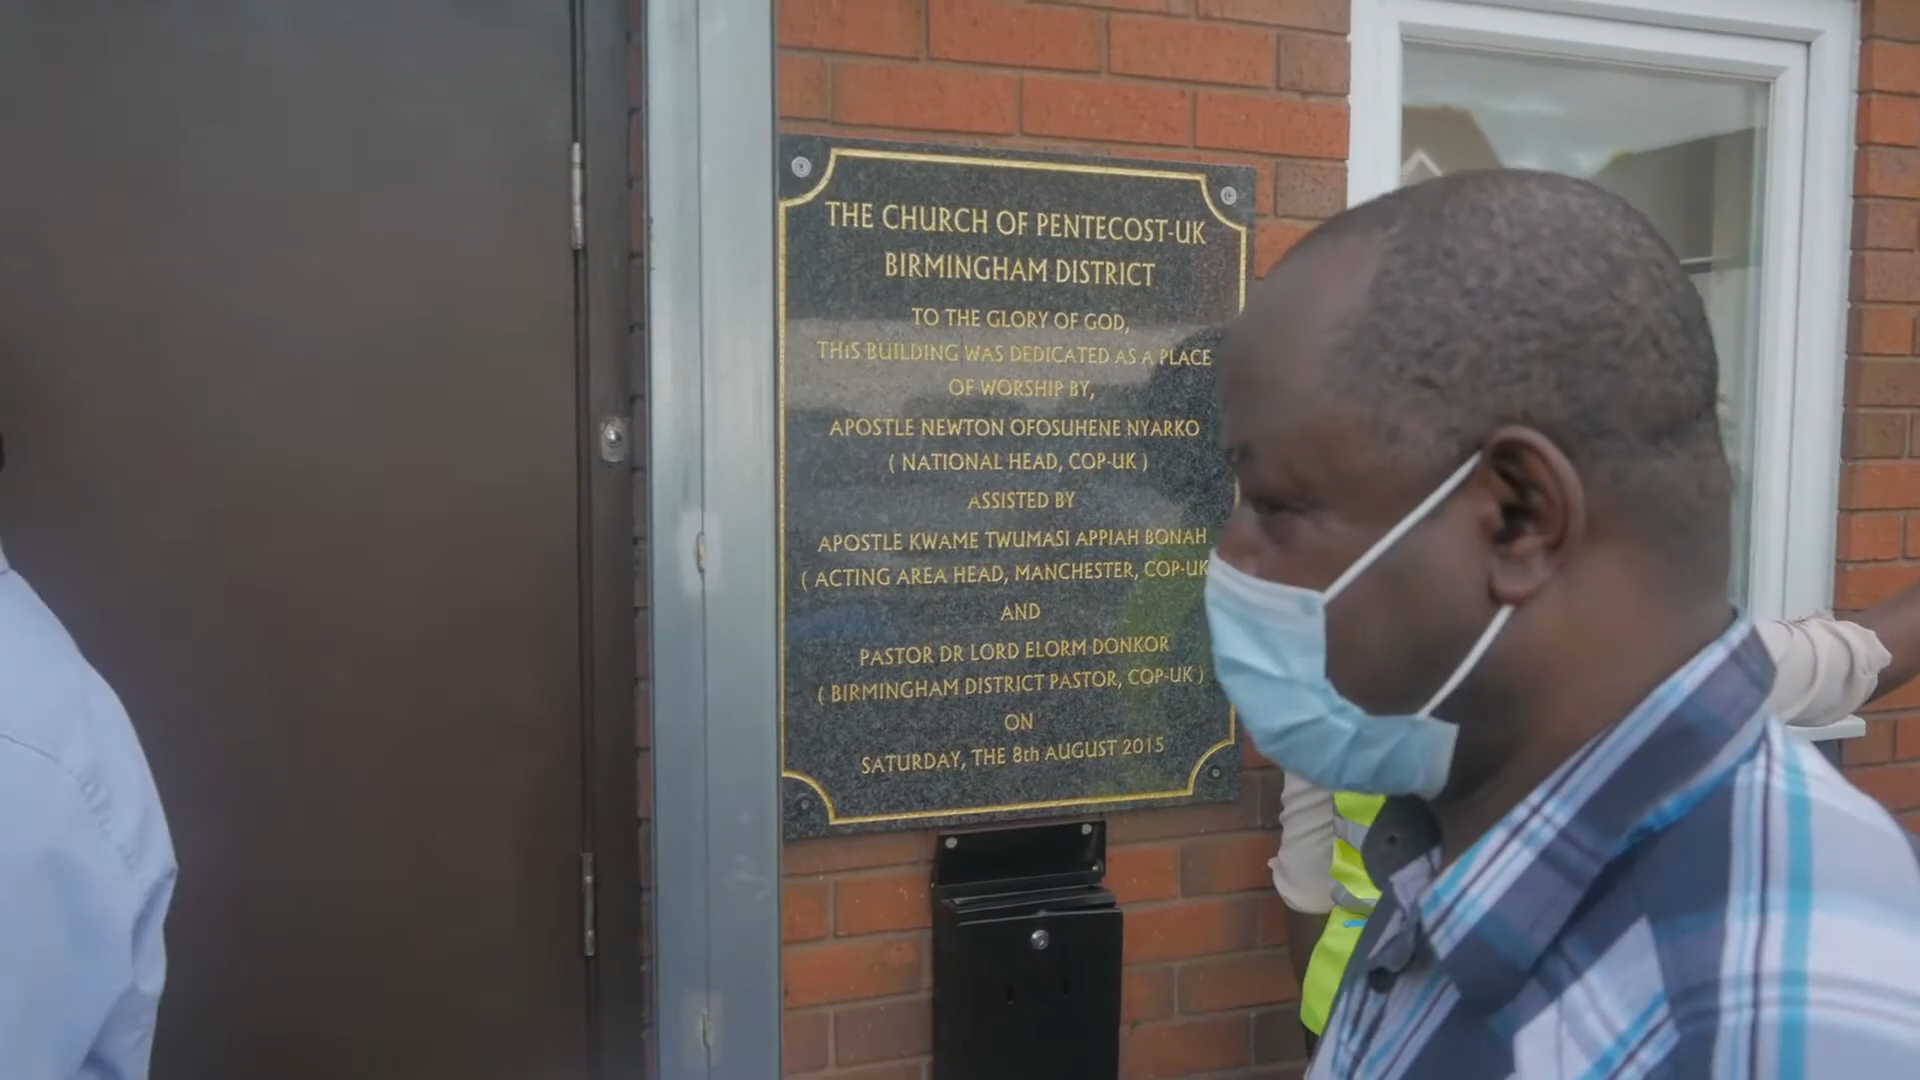 THE CHURCH OF PENTECOST-UK
BIRMINGHAM DISTRICT
TO THE GLORY OF GOD,
THIS BUILDING WAS DEDICATED AS A PLACE
OF WORSHIP BY,
APOSTLE NEWTON OFOSUHENE NYARKO
( NATIONAL HEAD, COP-UK )
ASSISTED BY
APOSTLE KWAME TWUMASI APPIAH BONAH
( ACTING AREA HEAD, MANCHESTER, COP-UK
AND
PASTOR DR LORD ELORM DONKOR
( BIRMINGHAM DISTRICT PASTOR, COP-UK )
ON
SATURDAY, THE 8th AUGUST 2015